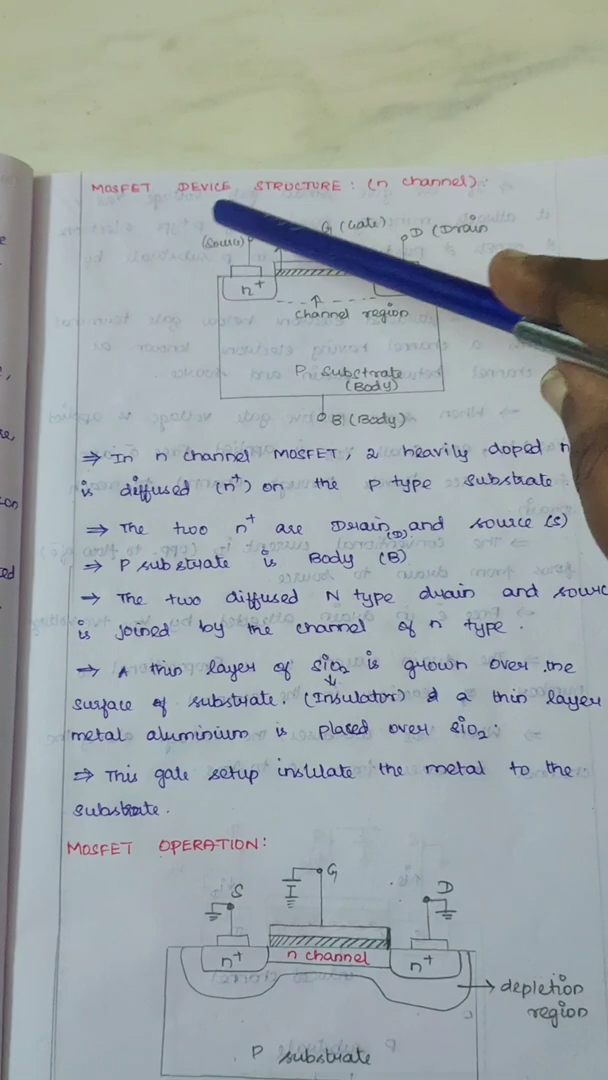 MOSFET DEVICE STRUCTURE: (n channel):
(Source) G (Gate) D (Drain
n+
channel region
P substrate
(Body)
B (Body)
⇒ In n channel MOSFET, 2 heavily doped n
is diffused (n+) on the p type substrate.
⇒ The two n+ are Drain and source (S)
(D)
⇒ P substrate is Body (B)
⇒ The two diffused N type drain and sourc
is joined by the channel of n type.
⇒ A thin layer of SiO2 is grown over the
surface of substrate. (Insulator) & a thin layer
metal aluminium is plased over SiO2.
⇒ This gate setup inslulate the metal to the
substrate.
MOSFET OPERATION:
S G D
n+ n channel n+
depletion
region
P substrate